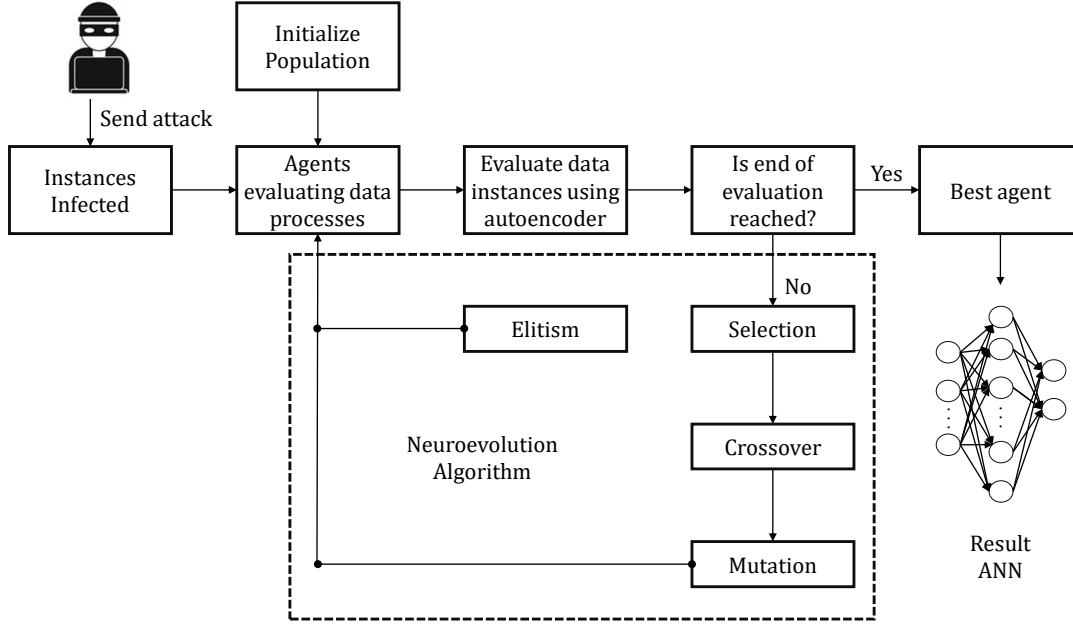 Initialize
Population
Send attack
Instances
Infected
Agents
evaluating data
processes
Evaluate data
instances using
autoencoder
Is end of
evaluation
reached?
Yes
Best agent
No
Elitism
Selection
Neuroevolution
Algorithm
Crossover
Mutation
Result
ANN